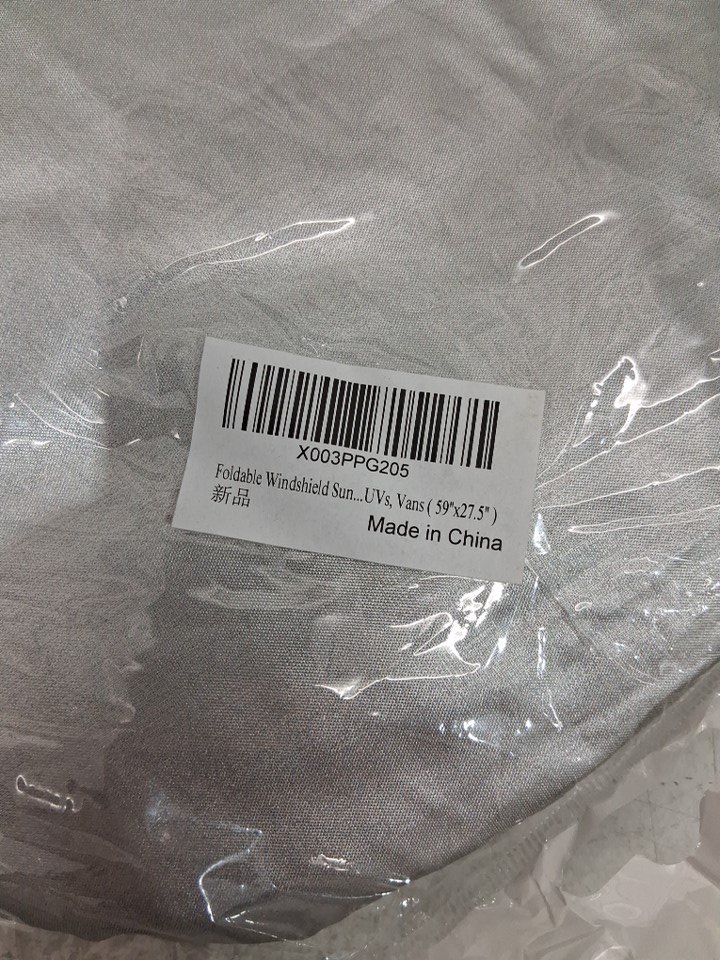 X003PPG205
Foldable Windshield Sun...UVs, Vans ( 59"x27.5" )
新品
Made in China